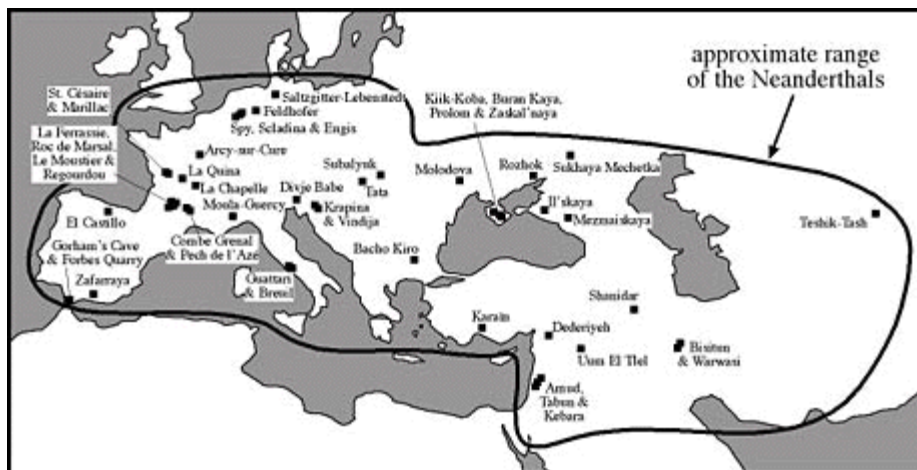 approximate range
of the Neanderthals
St. Césaire
& Marillac
Saltzgitter-Lebenstedt
Feldhofer
Spy, Scladina & Engis
Kiik-Koba, Buran Kaya,
Prolom & Zaskal'naya
La Ferrassie,
Roc de Marsal,
Le Moustier &
Regourdou
Arcy-sur-Cure
Subalyuk
Molodova
Rozhok
Sukhaya Mechetka
La Quina
La Chapelle
Moula-Guercy
Divje Babe
Tata
Krapina
& Vindija
Il'skaya
Mezmaiskaya
Teshik-Tash
El Castillo
Combe Grenal
& Pech de l'Azé
Bacho Kiro
Gorham's Cave
& Forbes Quarry
Zafarraya
Guattari
& Breuil
Shanidar
Karain
Dederiyeh
Uum El Tlel
Bisitun
& Warwasi
Amud,
Tabun &
Kebara